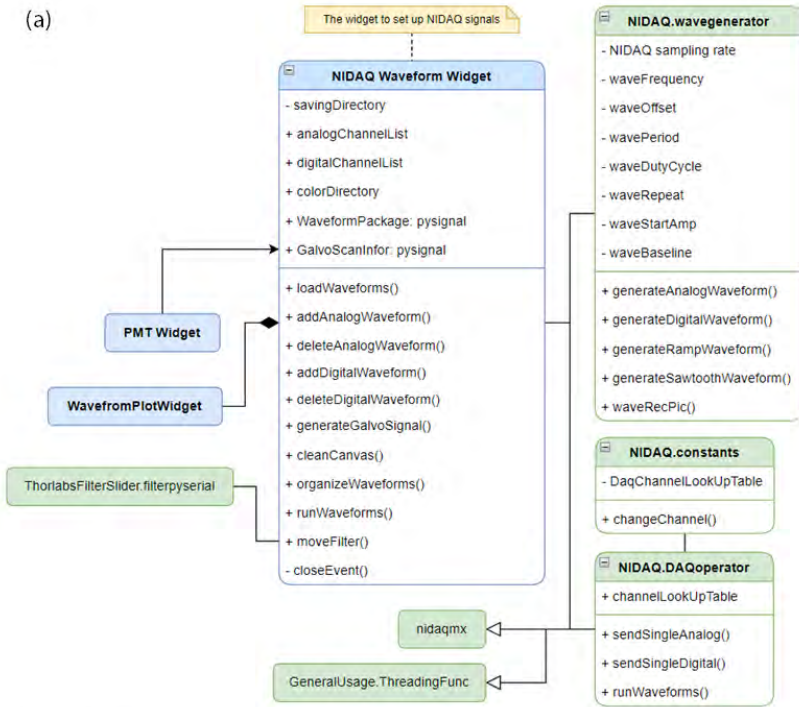 (a)
The widget to set up NIDAQ signals
NIDAQ Waveform Widget
- savingDirectory
+ analogChannelList
+ digitalChannelList
+ colorDirectory
+ WaveformPackage: pysignal
+ GalvoScanInfor: pysignal
+ loadWaveforms()
+ addAnalogWaveform()
+ deleteAnalogWaveform()
+ addDigitalWaveform()
+ deleteDigitalWaveform()
+ generateGalvoSignal()
+ cleanCanvas()
+ organizeWaveforms()
+ runWaveforms()
+ moveFilter()
- closeEvent()
PMT Widget
WavefromPlotWidget
ThorlabsFilterSlider.filterpyserial
NIDAQ.wavegenerator
- NIDAQ sampling rate
- waveFrequency
- waveOffset
- wavePeriod
- waveDutyCycle
- waveRepeat
- waveStartAmp
- waveBaseline
+ generateAnalogWaveform()
+ generateDigitalWaveform()
+ generateRampWaveform()
+ generateSawtoothWaveform()
+ waveRecPic()
NIDAQ.constants
- DaqChannelLookUpTable
+ changeChannel()
NIDAQ.DAQoperator
+ channelLookUpTable
+ sendSingleAnalog()
+ sendSingleDigital()
+ runWaveforms()
nidaqmx
GeneralUsage.ThreadingFunc